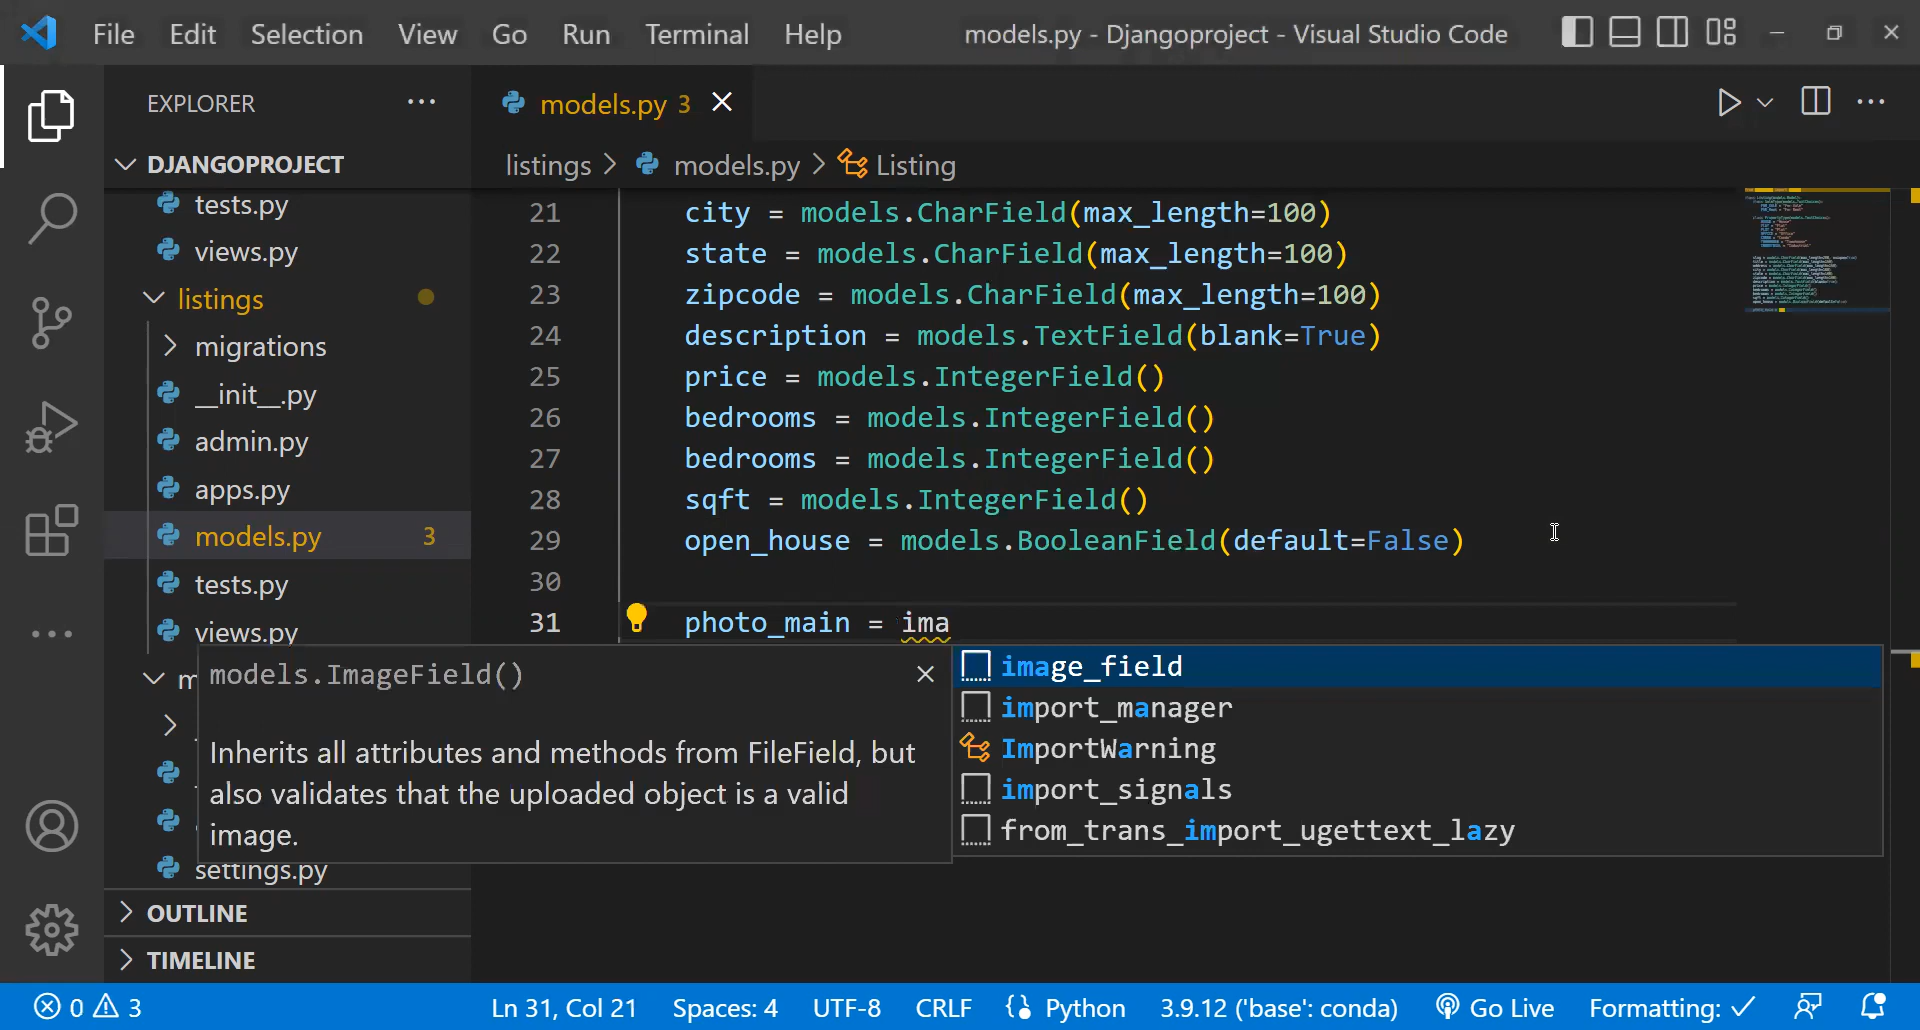 File Edit Selection View Go Run Terminal Help models.py - Djangoproject - Visual Studio Code
EXPLORER
DJANGOPROJECT
tests.py
views.py
listings
migrations
__init__.py
admin.py
apps.py
models.py 3
tests.py
views.py
m
settings.py
OUTLINE
TIMELINE
models.py 3
listings > models.py > Listing
21 city = models.CharField(max_length=100)
22 state = models.CharField(max_length=100)
23 zipcode = models.CharField(max_length=100)
24 description = models.TextField(blank=True)
25 price = models.IntegerField()
26 bedrooms = models.IntegerField()
27 bedrooms = models.IntegerField()
28 sqft = models.IntegerField()
29 open_house = models.BooleanField(default=False)
30
31 photo_main = ima
models.ImageField()
Inherits all attributes and methods from FileField, but
also validates that the uploaded object is a valid
image.
image_field
import_manager
ImportWarning
import_signals
from_trans_import_ugettext_lazy
0 3 Ln 31, Col 21 Spaces: 4 UTF-8 CRLF Python 3.9.12 ('base': conda) Go Live Formatting: ✓